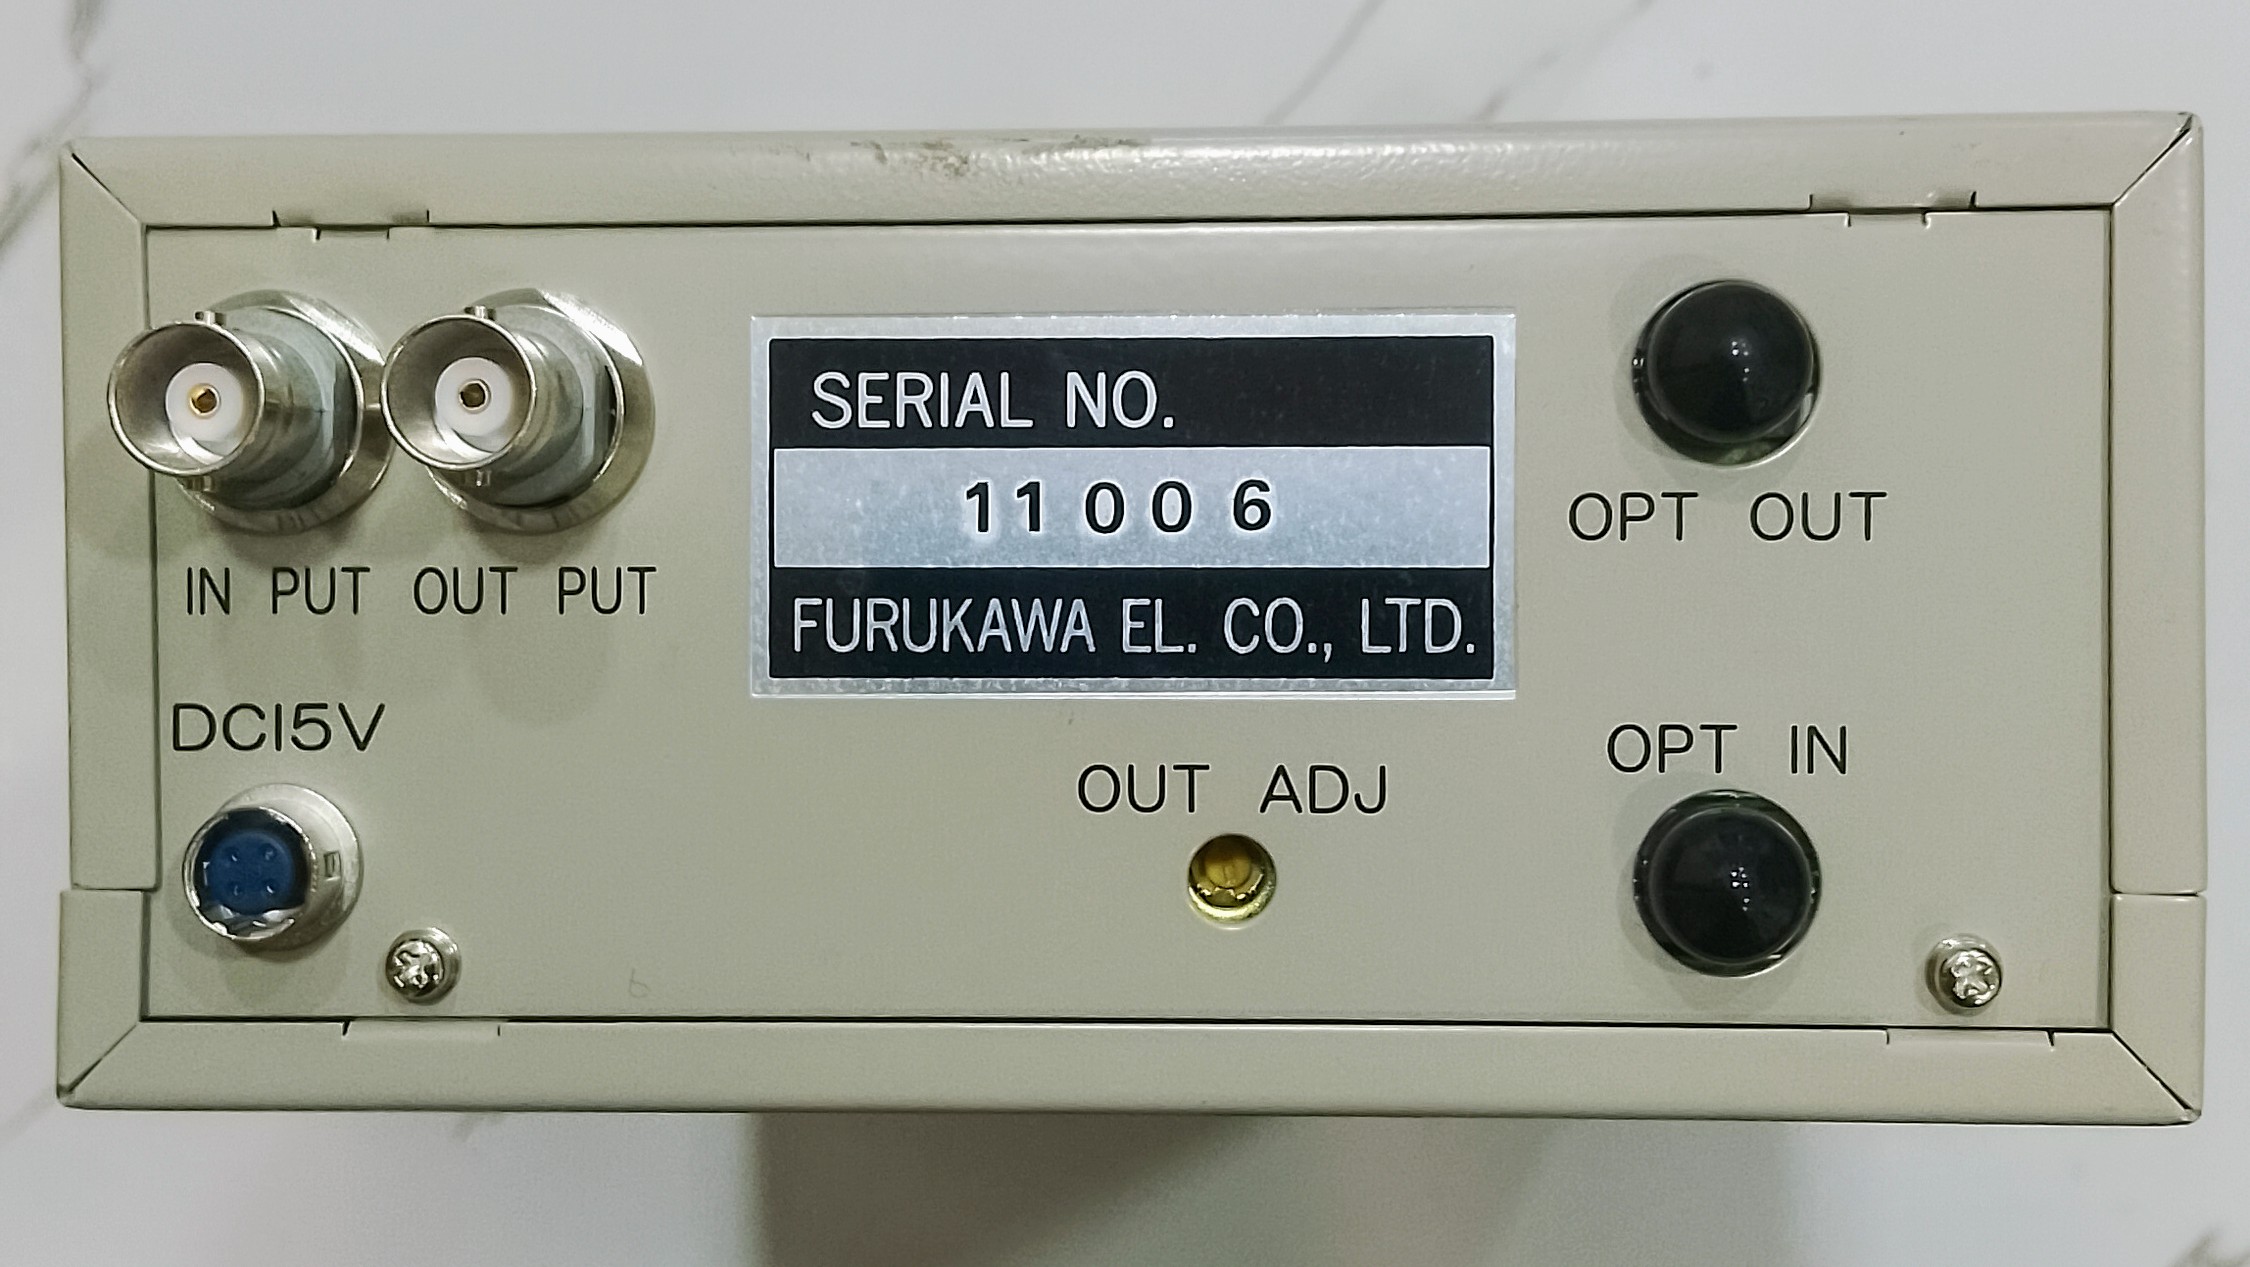 SERIAL NO.
11006
FURUKAWA EL. CO., LTD.
IN PUT OUT PUT
OPT OUT
DC15V
OUT ADJ
OPT IN